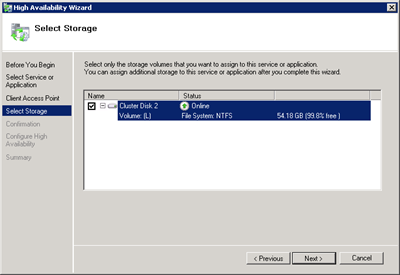 High Availability Wizard
Select Storage
Before You Begin
Select Service or
Application
Client Access Point
Select Storage
Confirmation
Configure High
Availability
Summary
Select only the storage volumes that you want to assign to this service or application.
You can assign additional storage to this service or application after you complete this wizard.
Name Status
Cluster Disk 2 Online
Volume: (L) File System: NTFS 54.18 GB (99.8% free )
< Previous Next > Cancel